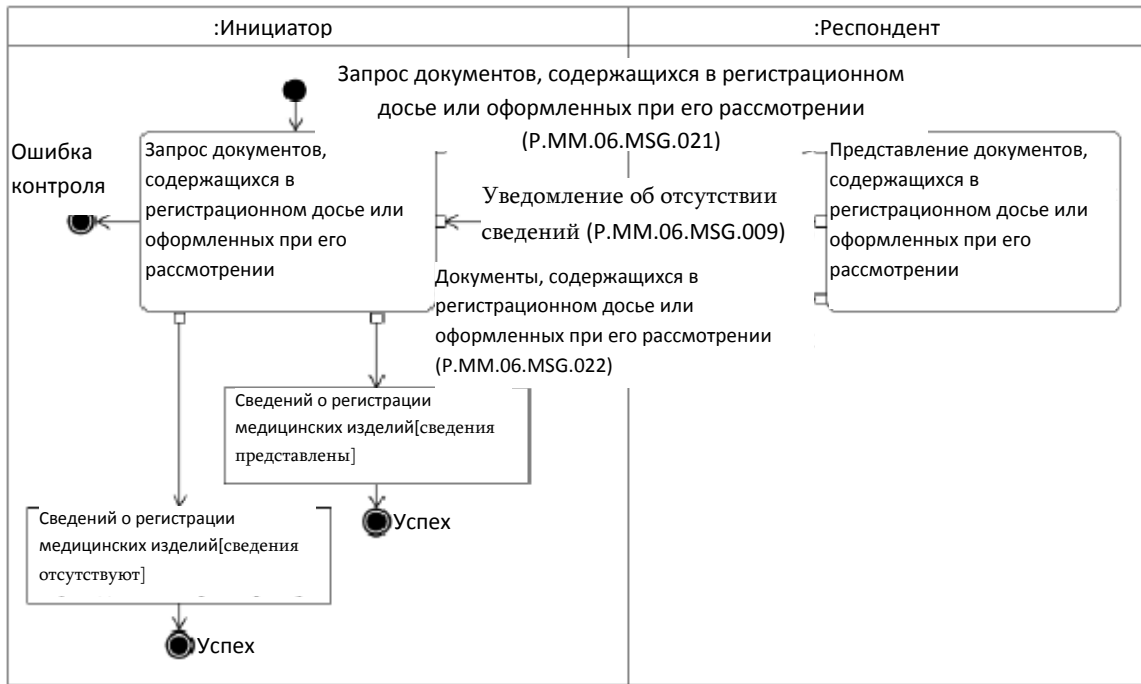 :Инициатор
:Респондент
Запрос документов, содержащихся в регистрационном
досье или оформленных при его рассмотрении
(P.MM.06.MSG.021)
Ошибка
контроля
Запрос документов,
содержащихся в
регистрационном досье или
оформленных при его
рассмотрении
Уведомление об отсутствии
сведений (P.MM.06.MSG.009)
Представление документов,
содержащихся в
регистрационном досье или
оформленных при его
рассмотрении
Документы, содержащихся в
регистрационном досье или
оформленных при его рассмотрении
(P.MM.06.MSG.022)
Сведений о регистрации
медицинских изделий[сведения
представлены]
Успех
Сведений о регистрации
медицинских изделий[сведения
отсутствуют]
Успех